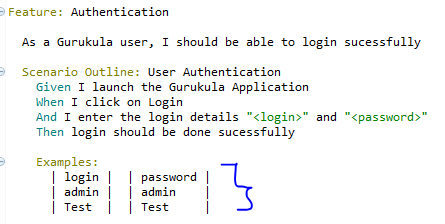 Feature: Authentication
As a Gurukula user, I should be able to login sucessfully
Scenario Outline: User Authentication
Given I launch the Gurukula Application
When I click on Login
And I enter the login details "<login>" and "<password>"
Then login should be done sucessfully
Examples:
| login | | password |
| admin | | admin |
| Test | | Test |